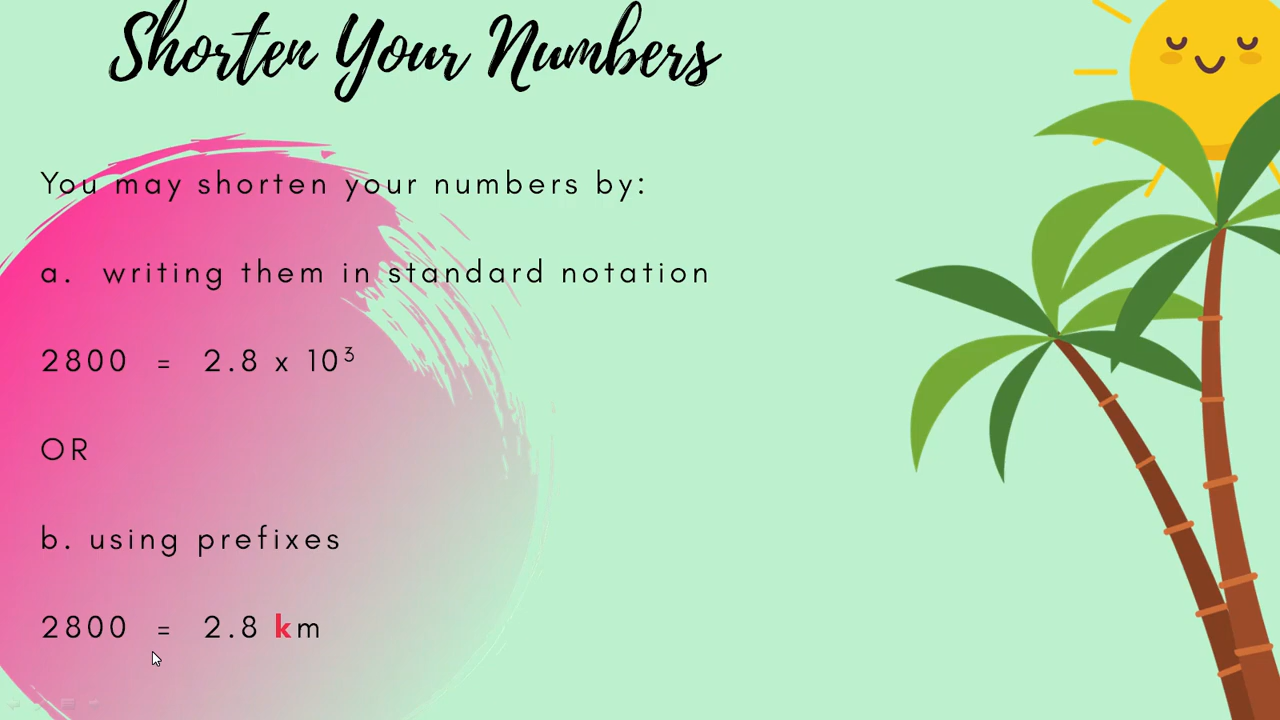 Shorten Your Numbers
You may shorten your numbers by:
a. writing them in standard notation
2800 = 2.8 x 10³
OR
b. using prefixes
2800 = 2.8 km